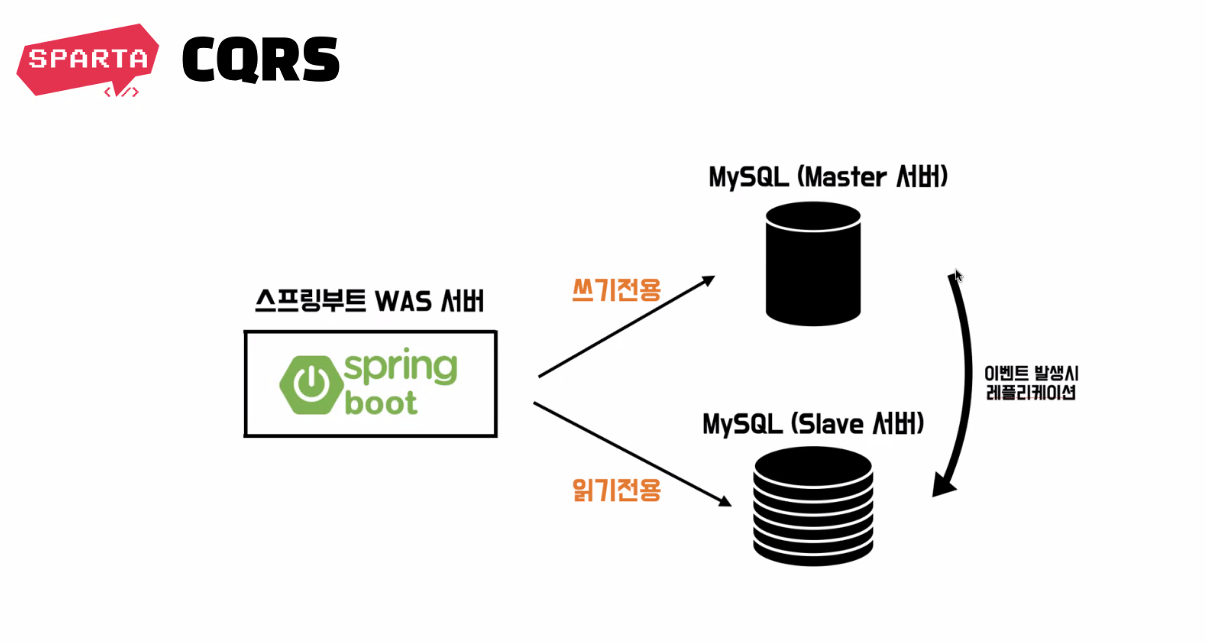 SPARTA
</>
CQRS
MySQL (Master 서버)
쓰기전용
스프링부트 WAS 서버
spring
boot
이벤트 발생시
레플리케이션
MySQL (Slave 서버)
읽기전용